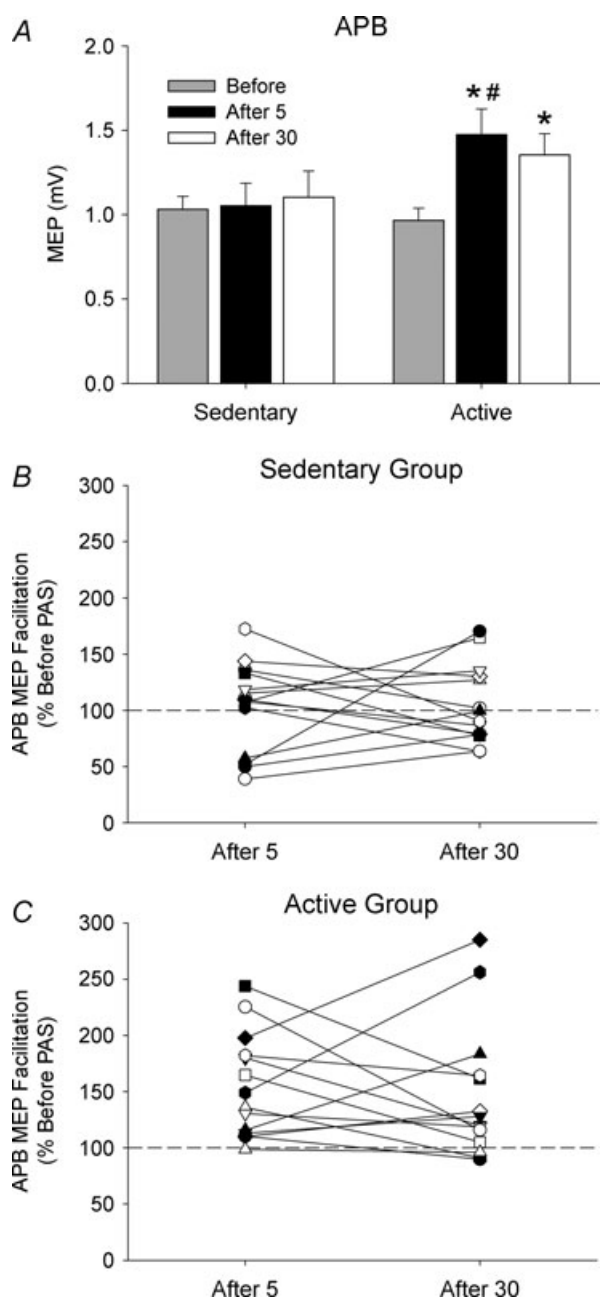 A
APB
2.0
1.5
1.0
0.5
0.0
MEP (mV)
Before
After 5
After 30
*#
*
Sedentary
Active
B
Sedentary Group
300
250
200
150
100
50
0
APB MEP Facilitation
(% Before PAS)
After 5
After 30
C
Active Group
300
250
200
150
100
50
0
APB MEP Facilitation
(% Before PAS)
After 5
After 30